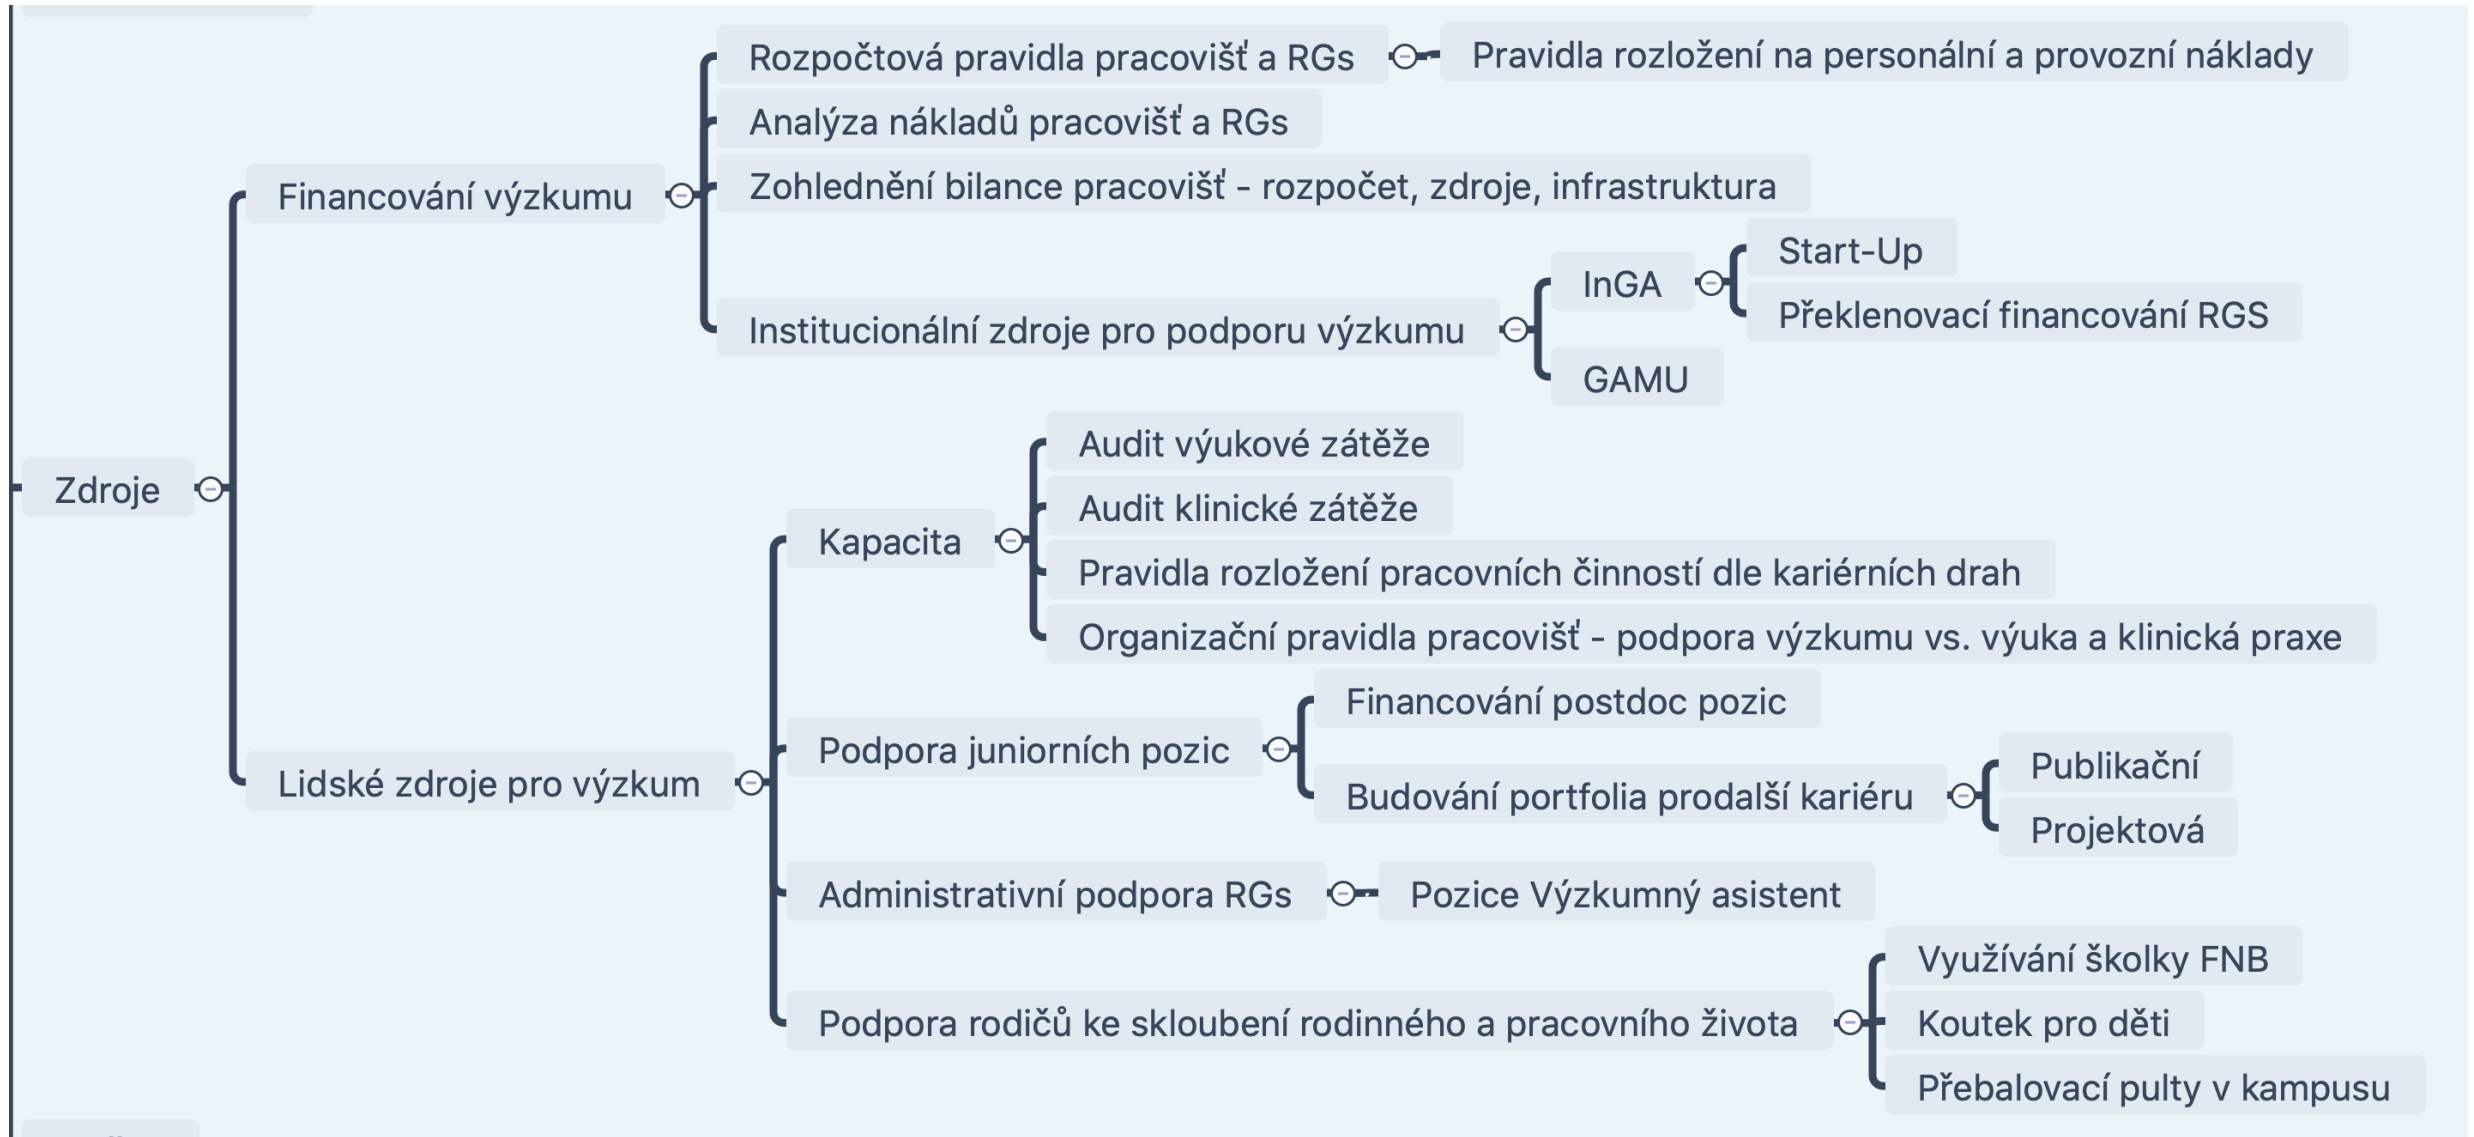 Zdroje
Financování výzkumu
Rozpočtová pravidla pracovišť a RGs
Pravidla rozložení na personální a provozní náklady
Analýza nákladů pracovišť a RGs
Zohlednění bilance pracovišť - rozpočet, zdroje, infrastruktura
Institucionální zdroje pro podporu výzkumu
InGA
Start-Up
Překlenovací financování RGS
GAMU
Lidské zdroje pro výzkum
Kapacita
Audit výukové zátěže
Audit klinické zátěže
Pravidla rozložení pracovních činností dle kariérních drah
Organizační pravidla pracovišť - podpora výzkumu vs. výuka a klinická praxe
Podpora juniorních pozic
Financování postdoc pozic
Budování portfolia prodalší kariéru
Publikační
Projektová
Administrativní podpora RGs
Pozice Výzkumný asistent
Podpora rodičů ke skloubení rodinného a pracovního života
Využívání školky FNB
Koutek pro děti
Přebalovací pulty v kampusu